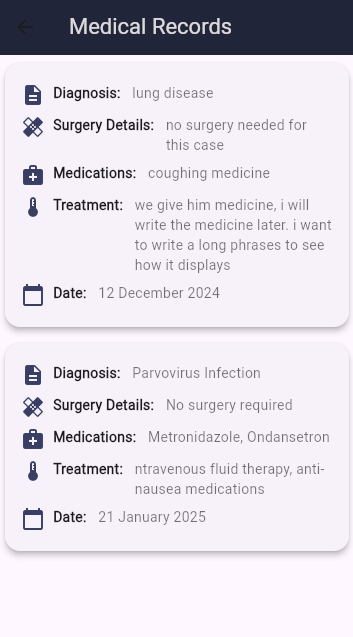 Medical Records
Diagnosis: lung disease
Surgery Details: no surgery needed for
this case
Medications: coughing medicine
Treatment: we give him medicine, i will
write the medicine later. i want
to write a long phrases to see
how it displays
Date: 12 December 2024
Diagnosis: Parvovirus Infection
Surgery Details: No surgery required
Medications: Metronidazole, Ondansetron
Treatment: ntravenous fluid therapy, anti-
nausea medications
Date: 21 January 2025